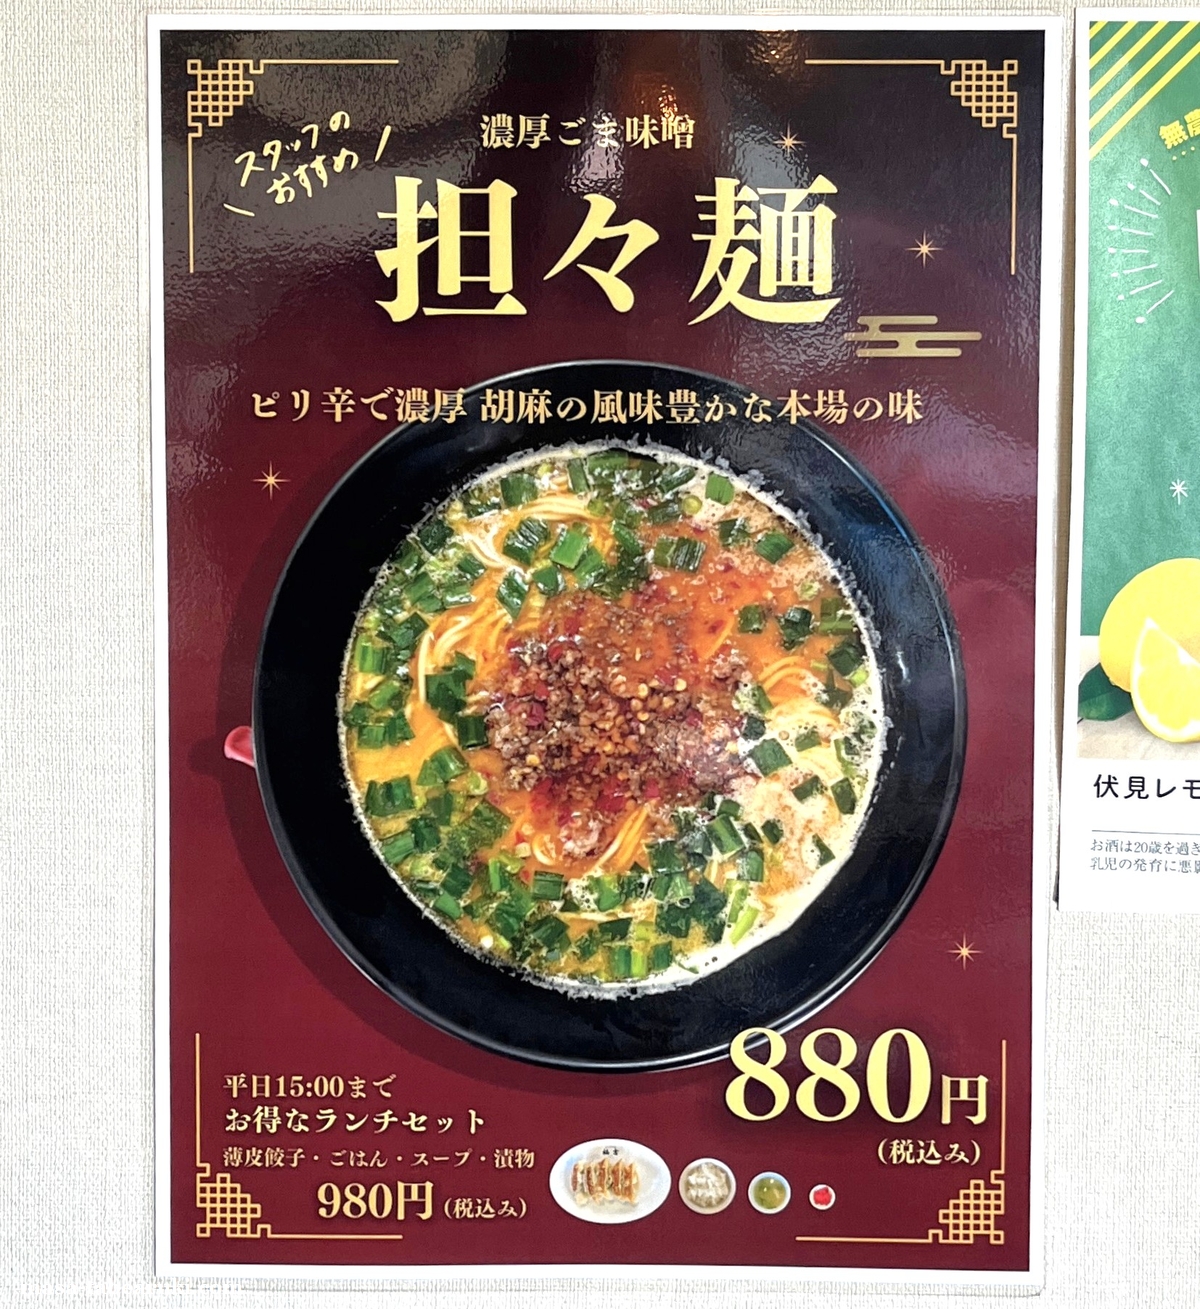 スタッフの
おすすめ
濃厚ごま味噌
担々麺
ピリ辛で濃厚 胡麻の風味豊かな本場の味
880円
(税込み)
平日15:00まで
お得なランチセット
薄皮餃子・ごはん・スープ・漬物
980円(税込み)
無農
伏見レモ
お酒は20歳を過ぎ
乳児の発育に悪影